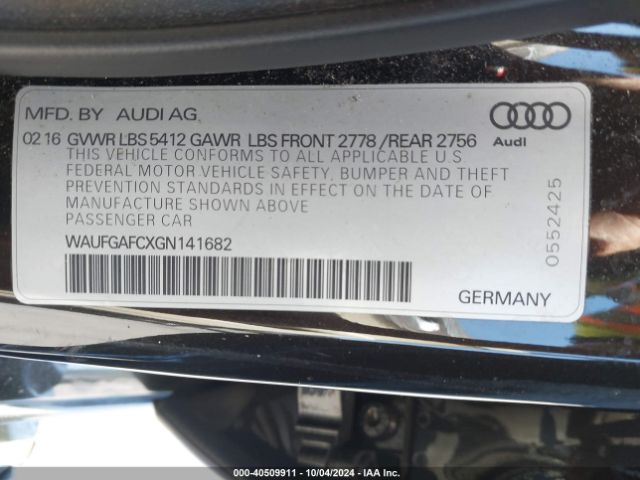 MFD. BY AUDI AG
02 16 GVWR LBS 5412 GAWR LBS FRONT 2778 /REAR 2756
THIS VEHICLE CONFORMS TO ALL APPLICABLE U.S.
FEDERAL MOTOR VEHICLE SAFETY, BUMPER AND THEFT
PREVENTION STANDARDS IN EFFECT ON THE DATE OF
MANUFACTURE SHOWN ABOVE
PASSENGER CAR
WAUFGAFCXGN141682
Audi
0552425
GERMANY
000-40509911 - 10/04/2024 - IAA Inc.